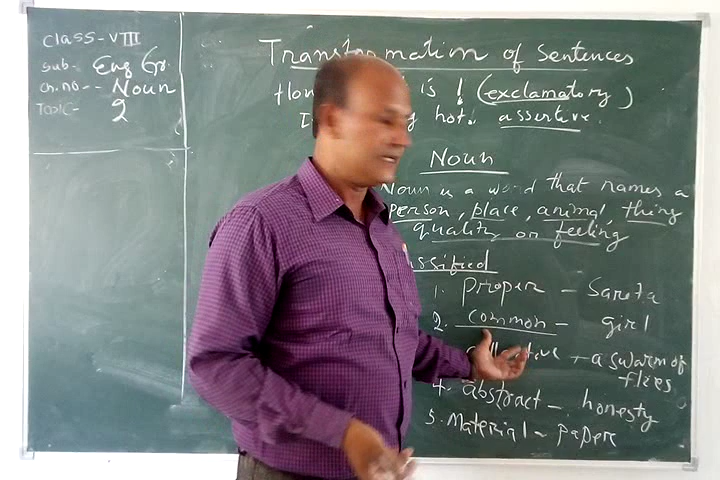 Class-VIII
Sub- Eng Gr.
Ch.no-- Noun
TOPIC- 2
Transformation of Sentences
is ! (exclamatory)
hot. assertive.
Noun
Noun is a word that names a
person, place, animal, thing
quality or feeling
ssified
1. Proper - Sareta
2. common - girl
- a swarm of
flies
4. abstract - honesty
5. Material - paper